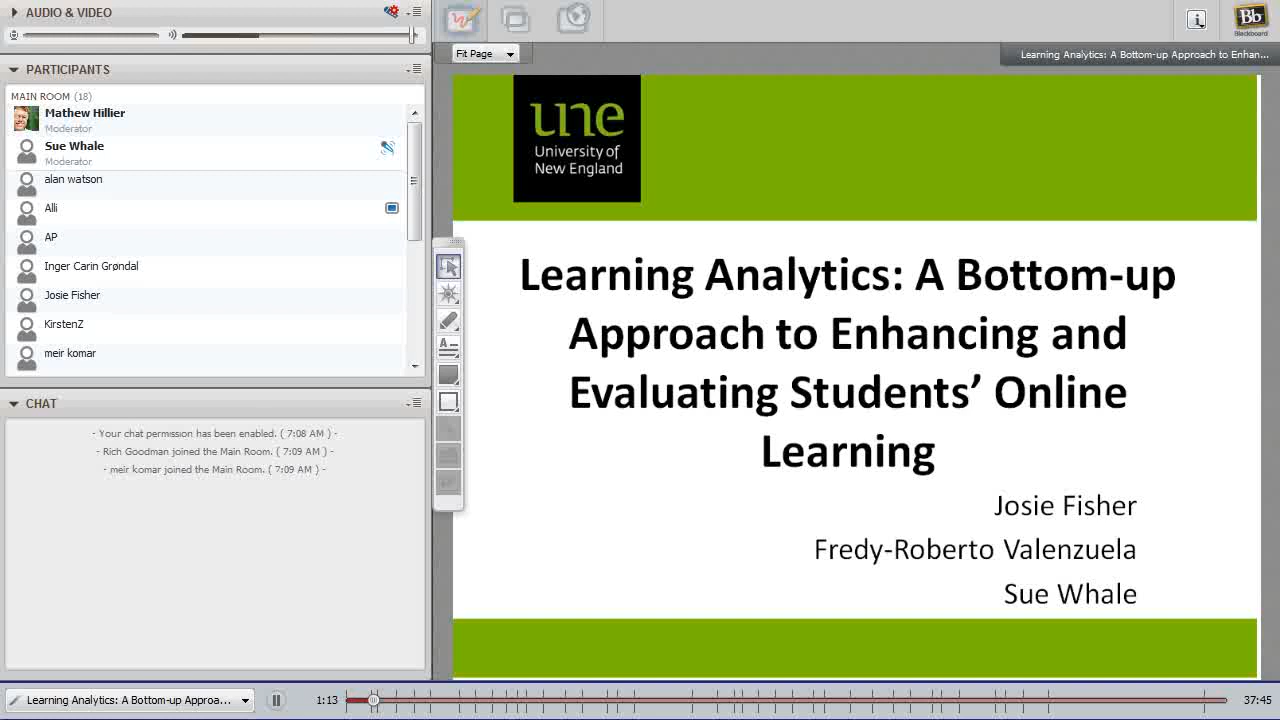 AUDIO & VIDEO
PARTICIPANTS
MAIN ROOM (18)
Mathew Hillier
Moderator
Sue Whale
Moderator
alan watson
Alli
AP
Inger Carin Grøndal
Josie Fisher
KirstenZ
meir komar
CHAT
- Your chat permission has been enabled. ( 7:08 AM ) -
joined the Main Room. ( 7:09 AM ) -
komar joined the Main Room. ( 7:09 AM ) -
Fit Page
Bb
Blackboard
Learning Analytics: A Bottom-up Approach to Enhan...
une
University of
New England
Learning Analytics: A Bottom-up
Approach to Enhancing and
Evaluating Students’ Online
Learning
Josie Fisher
Fredy-Roberto Valenzuela
Sue Whale
Learning Analytics: A Bottom-up Approa...
1:13
37:45